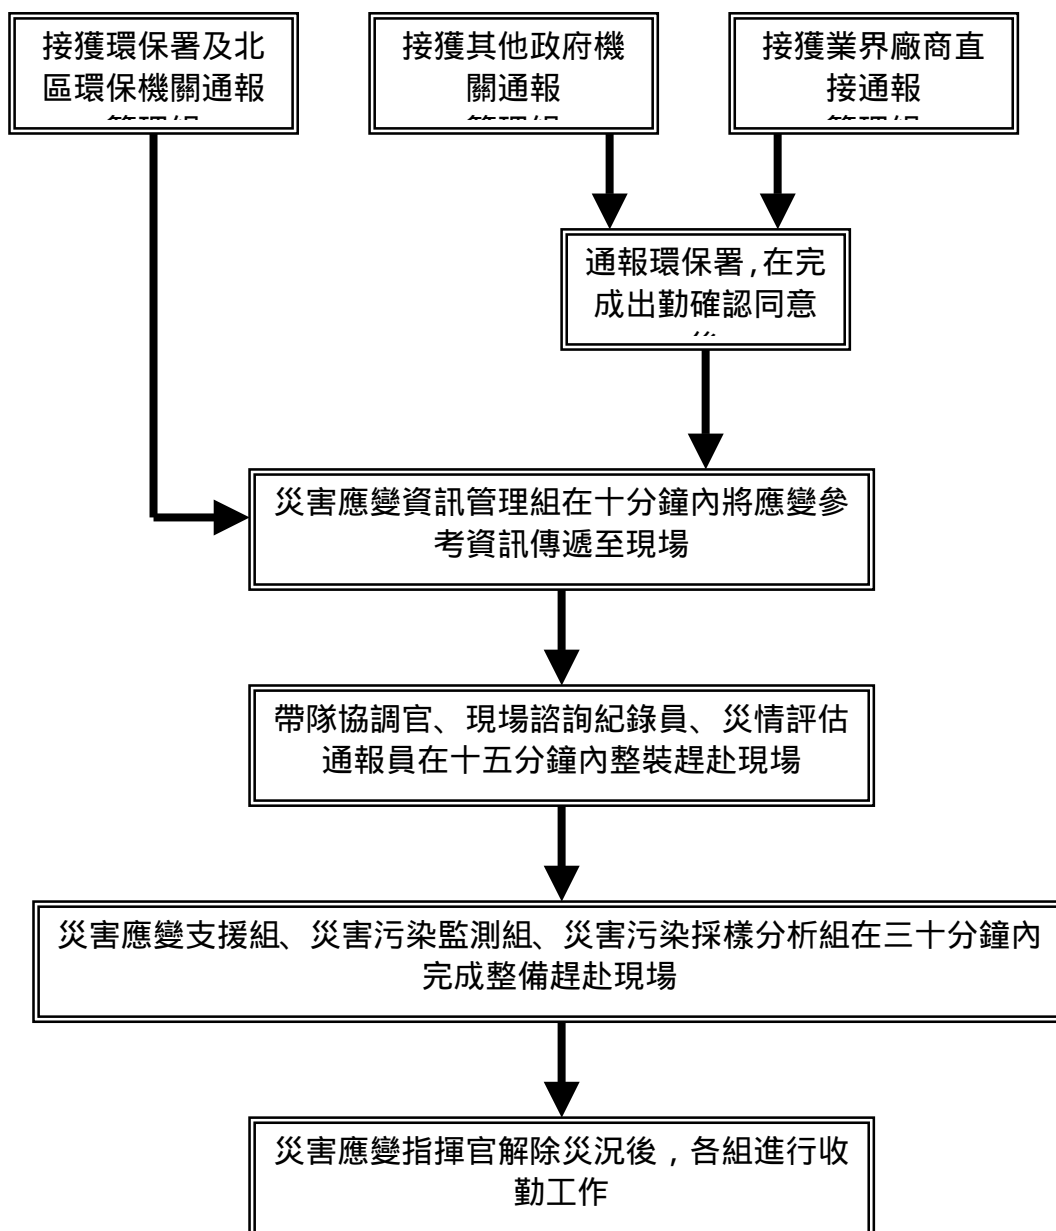 接獲環保署及北
區環保機關通報
接獲其他政府機
關通報
接獲業界廠商直
接通報
通報環保署,在完
成出勤確認同意
災害應變資訊管理組在十分鐘內將應變參
考資訊傳遞至現場
帶隊協調官、現場諮詢紀錄員、災情評估
通報員在十五分鐘內整裝趕赴現場
災害應變支援組、災害污染監測組、災害污染採樣分析組在三十分鐘內
完成整備趕赴現場
災害應變指揮官解除災況後，各組進行收
勤工作